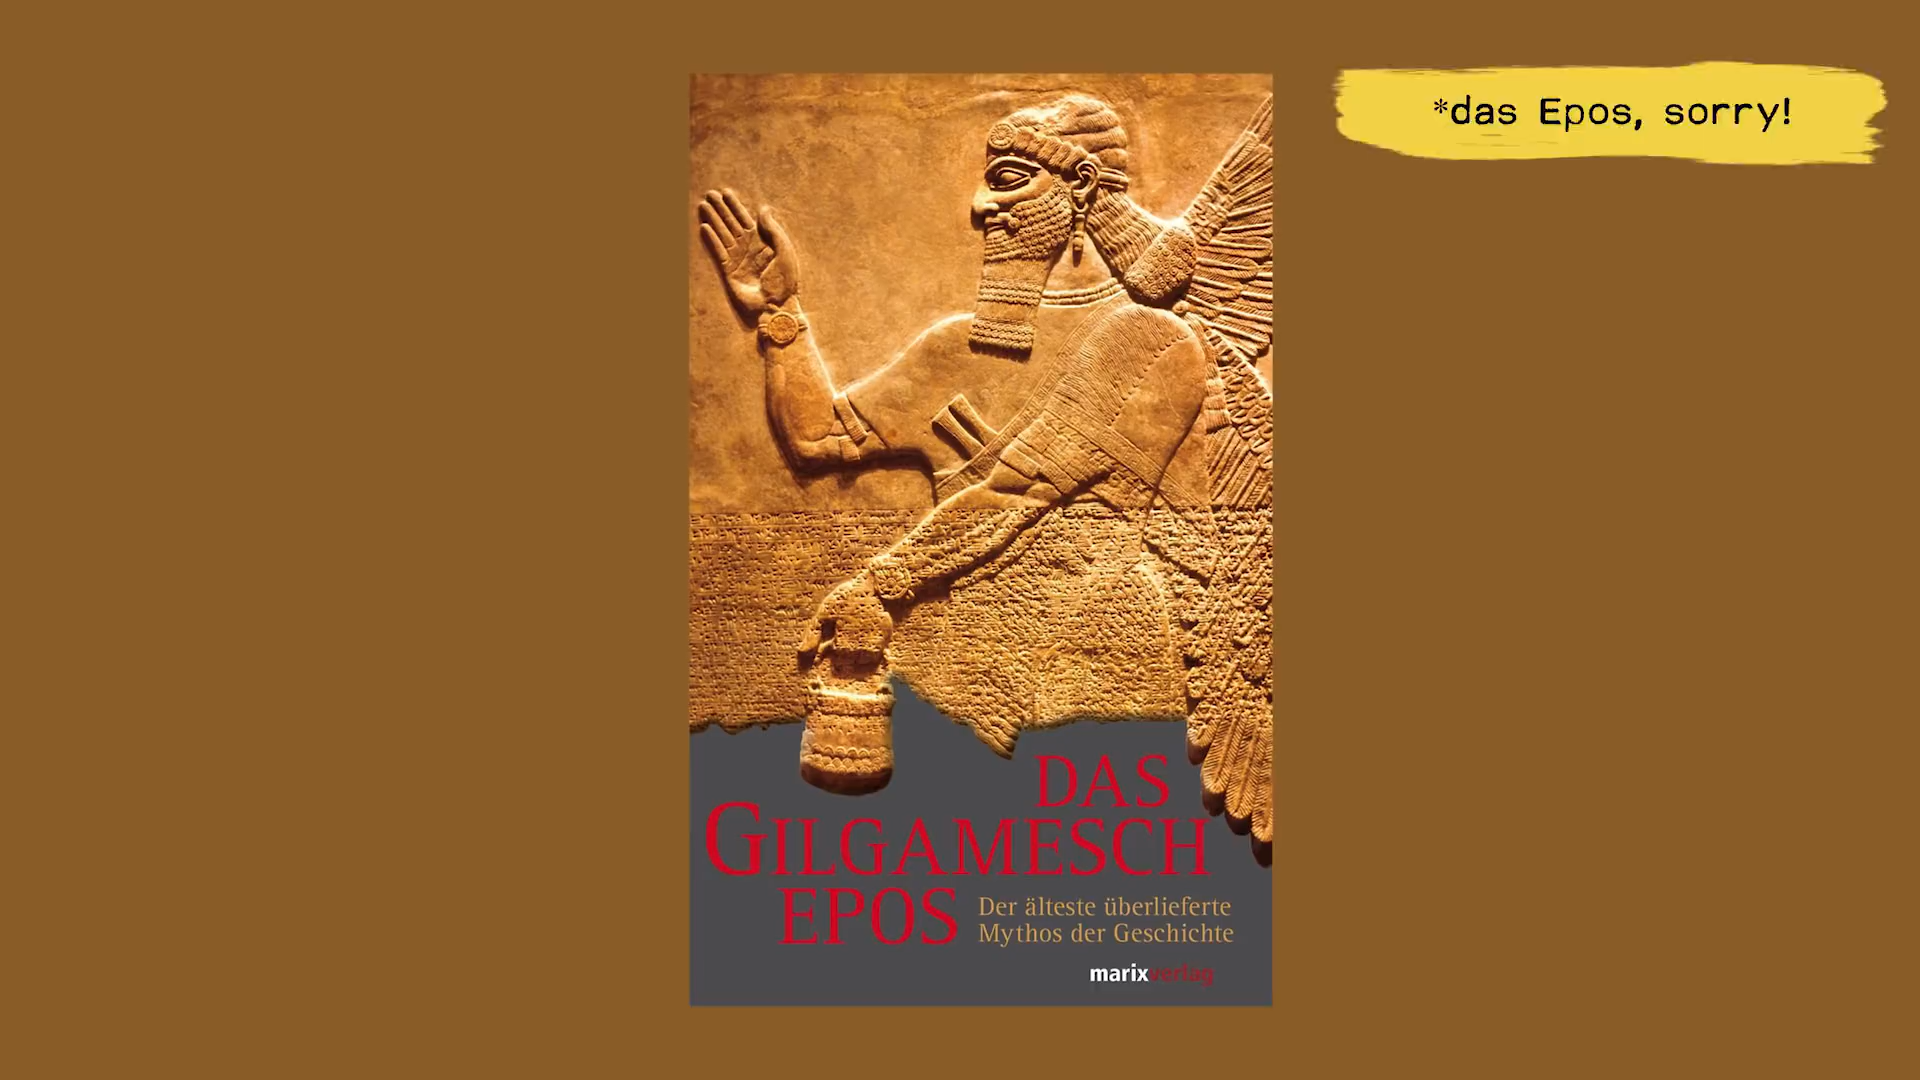 *das Epos, sorry!
DAS
GILGAMESCH
EPOS
Der älteste überlieferte
Mythos der Geschichte
marixverlag